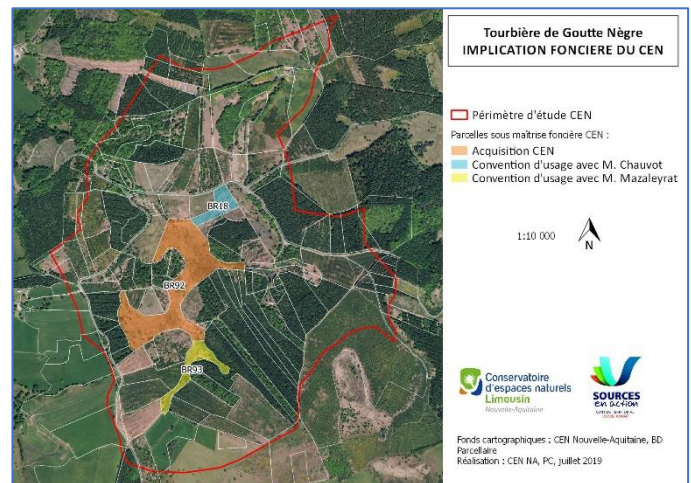 Tourbière de Goutte Nègre
IMPLICATION FONCIERE DU CEN
Périmètre d'étude CEN
Parcelles sous maîtrise foncière CEN :
Acquisition CEN
Convention d'usage avec M. Chauvot
Convention d'usage avec M. Mazaleyrat
1:10 000
N
BR18
BR92
BR93
Conservatoire
d'espaces naturels
Limousin
Nouvelle-Aquitaine
SOURCES
en action
Fonds cartographiques : CEN Nouvelle-Aquitaine, BD
Parcellaire
Réalisation : CEN NA, PC, juillet 2019